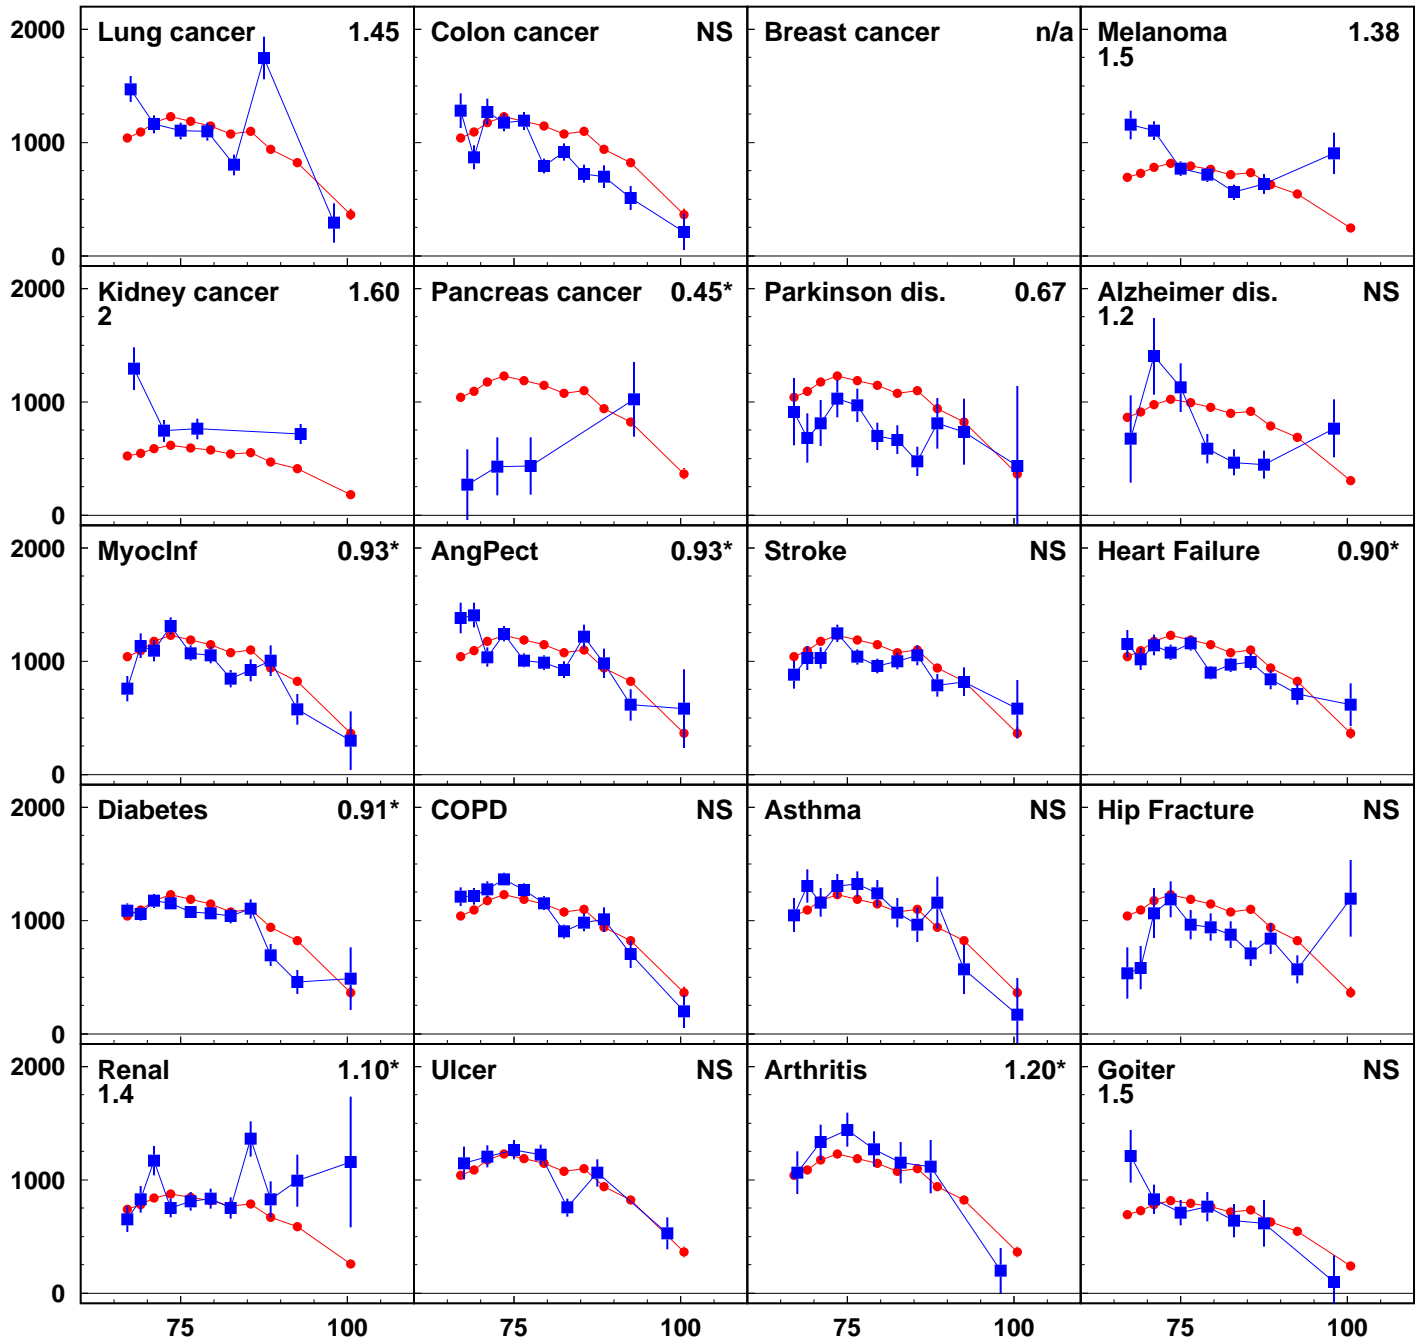 2000 Lung cancer 1.45 Colon cancer NS Breast cancer n/a Melanoma 1.38
1.5
1000
0
2000 Kidney cancer 1.60 Pancreas cancer 0.45* Parkinson dis. 0.67 Alzheimer dis. NS
2 1.2
1000
0
2000 MyocInf 0.93* AngPect 0.93* Stroke NS Heart Failure 0.90*
1000
0
2000 Diabetes 0.91* COPD NS Asthma NS Hip Fracture NS
1000
0
2000 Renal 1.10* Ulcer NS Arthritis 1.20* Goiter NS
1.4 1.5
1000
0
75 100 75 100 75 100 75 100